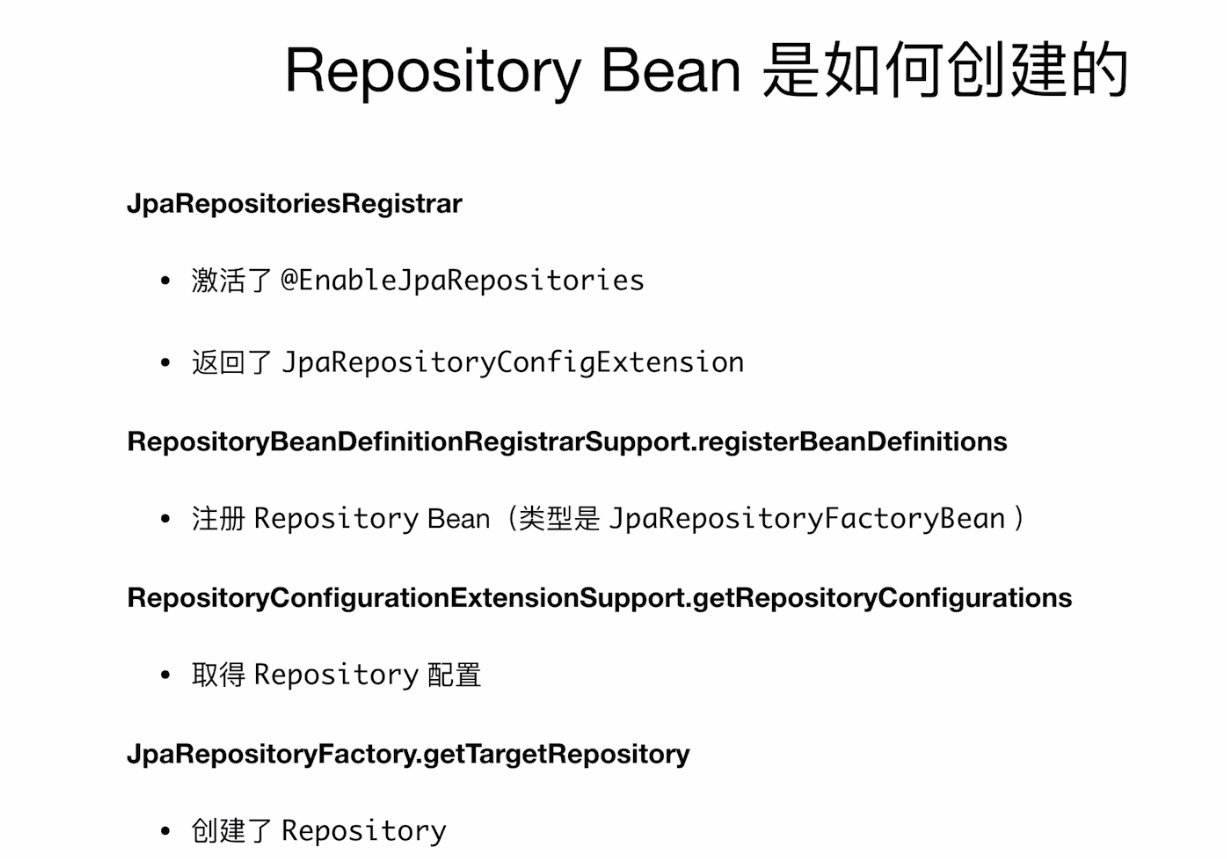 Repository Bean 是如何创建的
JpaRepositoriesRegistrar
• 激活了 @EnableJpaRepositories
• 返回了 JpaRepositoryConfigExtension
RepositoryBeanDefinitionRegistrarSupport.registerBeanDefinitions
• 注册 Repository Bean（类型是 JpaRepositoryFactoryBean ）
RepositoryConfigurationExtensionSupport.getRepositoryConfigurations
• 取得 Repository 配置
JpaRepositoryFactory.getTargetRepository
• 创建了 Repository